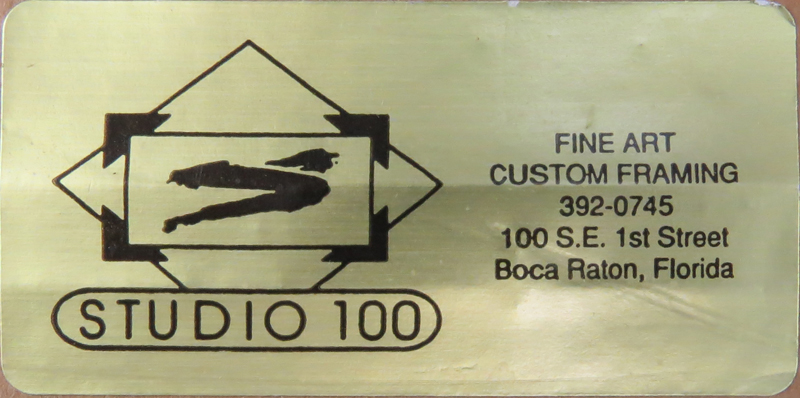 STUDIO 100
FINE ART
CUSTOM FRAMING
392-0745
100 S.E. 1st Street
Boca Raton, Florida